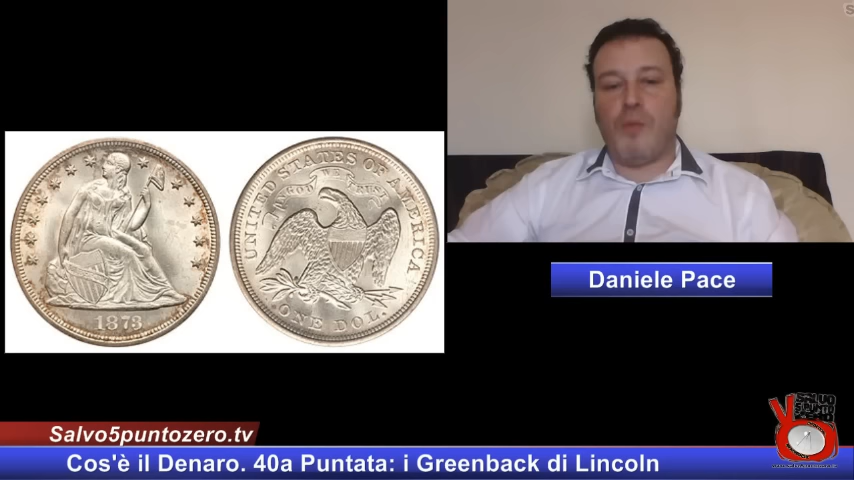 UNITED STATES OF AMERICA
IN GOD WE TRUST
1873
ONE DOL.
Daniele Pace
Salvo5puntozero.tv
Cos'è il Denaro. 40a Puntata: i Greenback di Lincoln
SALVO